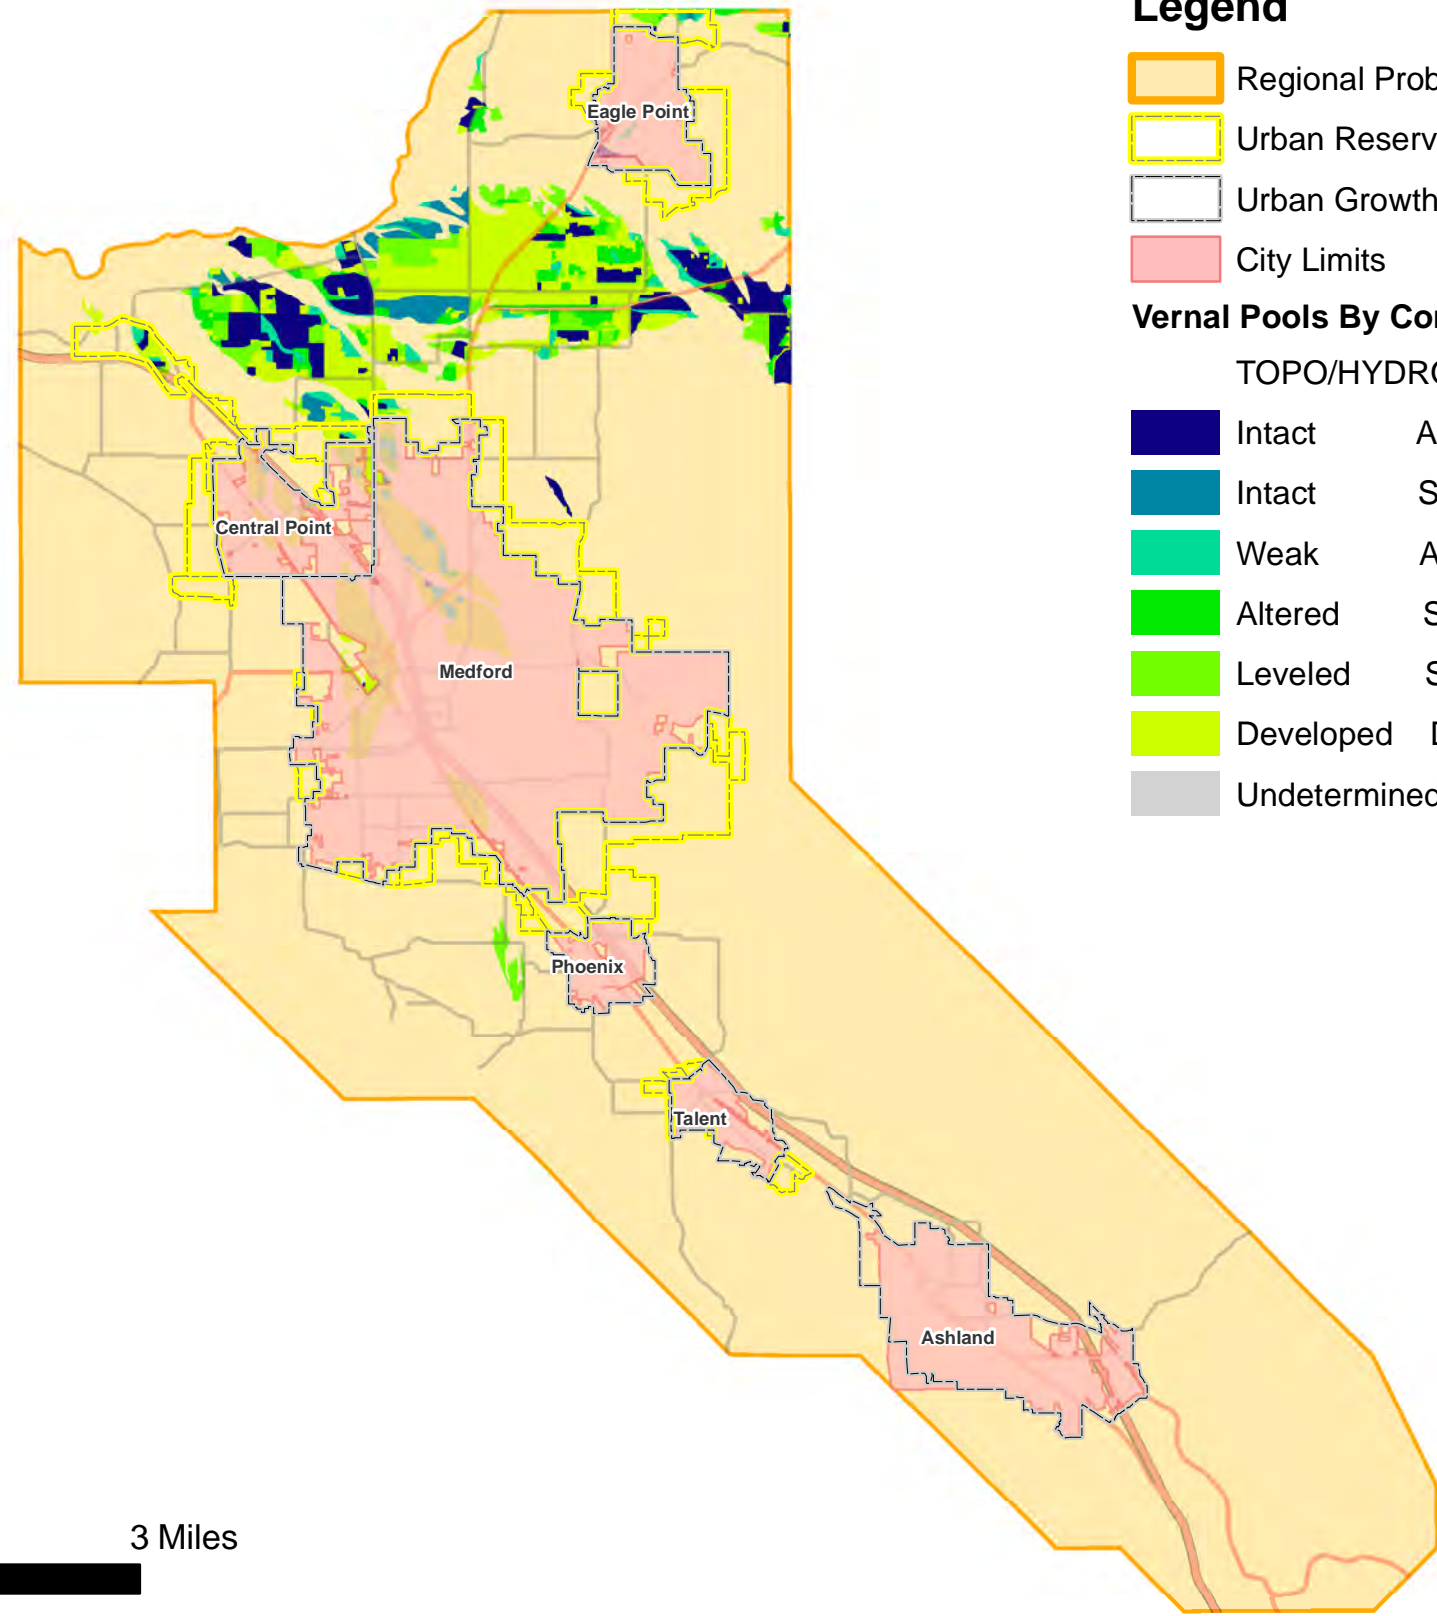 Legend
Regional Prob
Urban Reserv
Urban Growth
City Limits
Vernal Pools By Co
TOPO/HYDRO
Intact A
Intact S
Weak A
Altered S
Leveled S
Developed D
Undetermined
Eagle Point
Central Point
Medford
Phoenix
Talent
Ashland
3 Miles